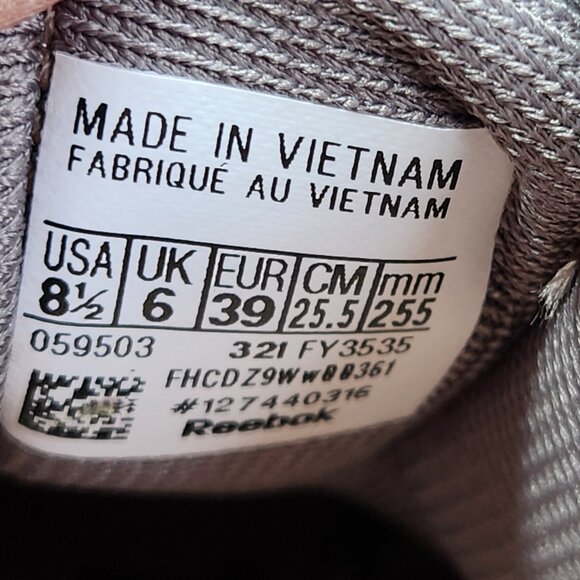 MADE IN VIETNAM
FABRIQUÉ AU VIETNAM
USA UK EUR CM mm
8½ 6 39 25.5 255
059503 321 FY3535
FHCDZ9Ww00361
#127440316
Reebok